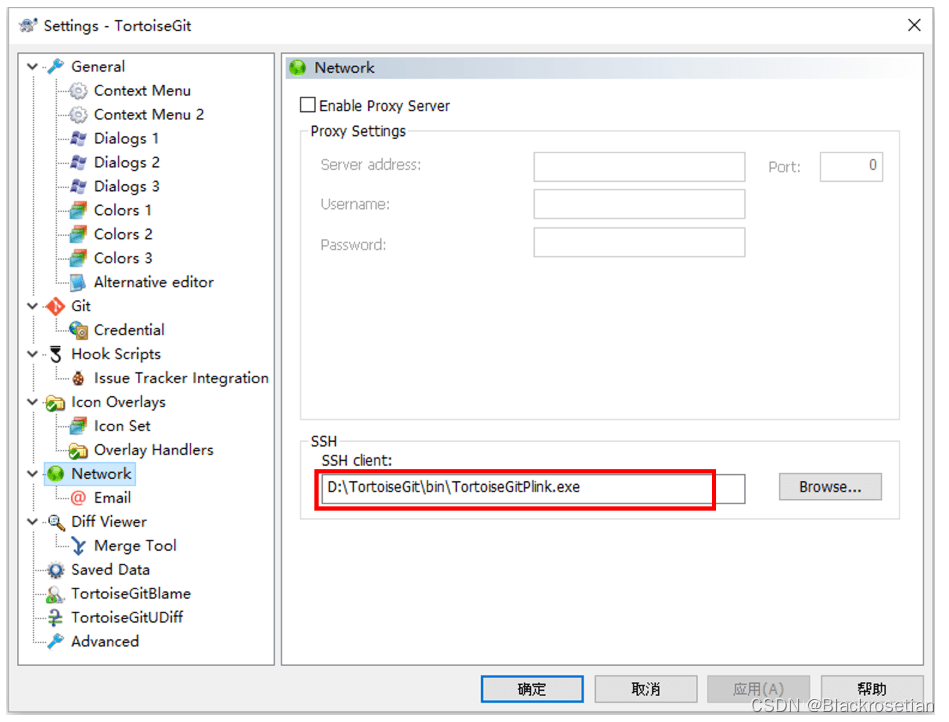 Settings - TortoiseGit
General
Context Menu
Context Menu 2
Dialogs 1
Dialogs 2
Dialogs 3
Colors 1
Colors 2
Colors 3
Alternative editor
Git
Credential
Hook Scripts
Issue Tracker Integration
Icon Overlays
Icon Set
Overlay Handlers
Network
Email
Diff Viewer
Merge Tool
Saved Data
TortoiseGitBlame
TortoiseGitUDiff
Advanced
Network
Enable Proxy Server
Proxy Settings
Server address: Port: 0
Username:
Password:
SSH
SSH client:
D:\TortoiseGit\bin\TortoiseGitPlink.exe Browse...
确定 取消 应用(A) 帮助
CSDN @Blackrosetian